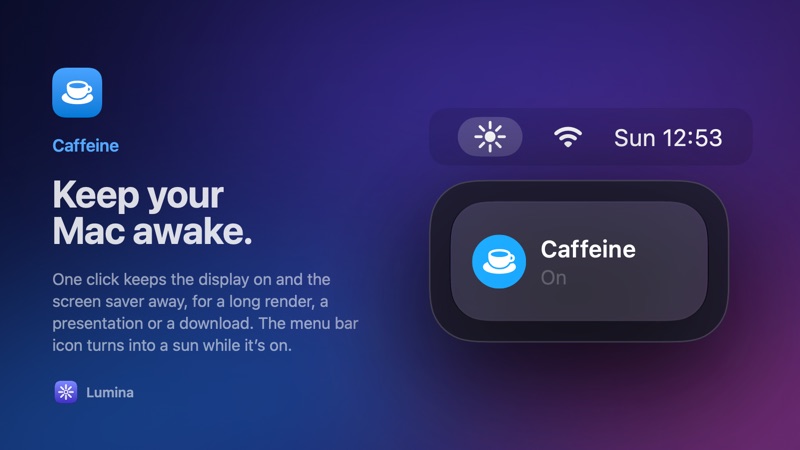 Caffeine
Keep your
Mac awake.
One click keeps the display on and the
screen saver away, for a long render, a
presentation or a download. The menu bar
icon turns into a sun while it’s on.
Lumina
Sun 12:53
Caffeine
On